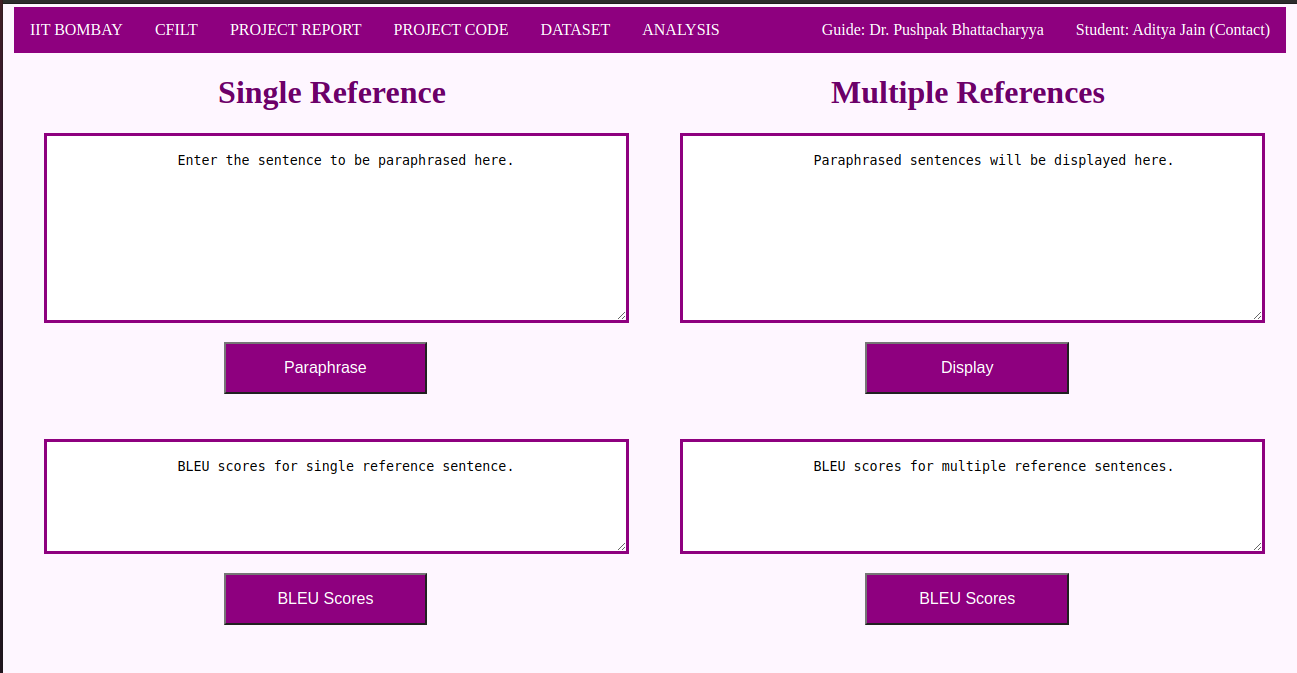 IIT BOMBAY CFILT PROJECT REPORT PROJECT CODE DATASET ANALYSIS Guide: Dr. Pushpak Bhattacharyya Student: Aditya Jain (Contact)
Single Reference
Enter the sentence to be paraphrased here.
Paraphrase
BLEU scores for single reference sentence.
BLEU Scores
Multiple References
Paraphrased sentences will be displayed here.
Display
BLEU scores for multiple reference sentences.
BLEU Scores